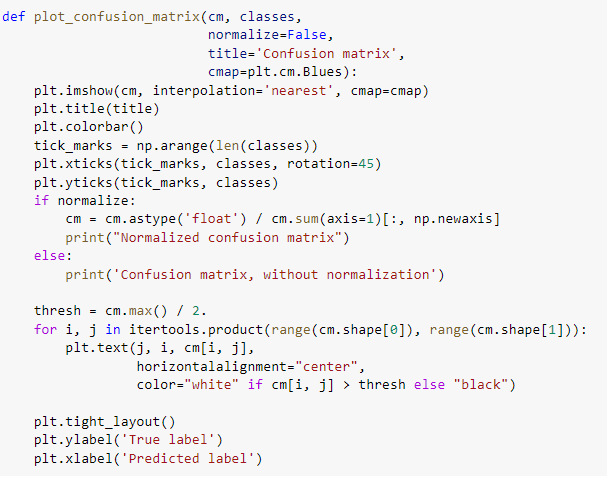 def plot_confusion_matrix(cm, classes,
                          normalize=False,
                          title='Confusion matrix',
                          cmap=plt.cm.Blues):
    plt.imshow(cm, interpolation='nearest', cmap=cmap)
    plt.title(title)
    plt.colorbar()
    tick_marks = np.arange(len(classes))
    plt.xticks(tick_marks, classes, rotation=45)
    plt.yticks(tick_marks, classes)
    if normalize:
        cm = cm.astype('float') / cm.sum(axis=1)[:, np.newaxis]
        print("Normalized confusion matrix")
    else:
        print('Confusion matrix, without normalization')

    thresh = cm.max() / 2.
    for i, j in itertools.product(range(cm.shape[0]), range(cm.shape[1])):
        plt.text(j, i, cm[i, j],
                 horizontalalignment="center",
                 color="white" if cm[i, j] > thresh else "black")

    plt.tight_layout()
    plt.ylabel('True label')
    plt.xlabel('Predicted label')